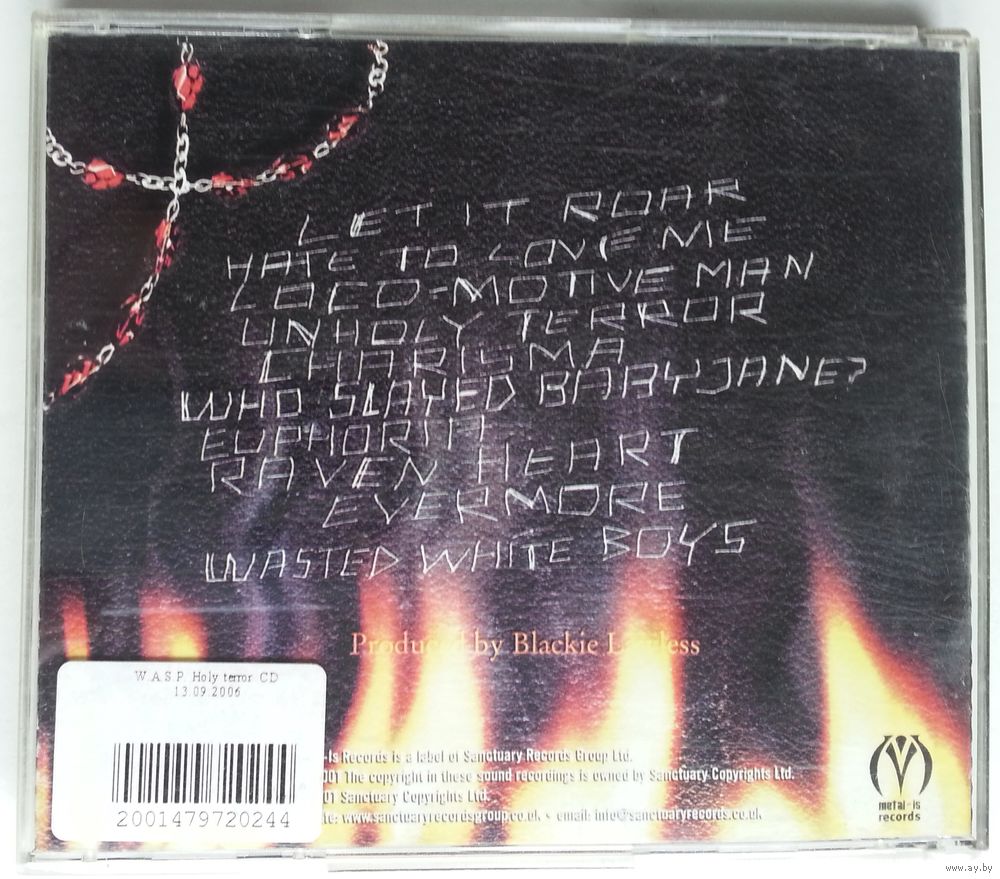 LET IT ROAR
HATE TO LOVE ME
LOCO-MOTIVE MAN
UNHOLY TERROR
CHARISMA
WHO SLAYED BABYJANE?
EUPHORIA
RAVEN HEART
EVERMORE
WASTED WHITE BOYS
Produced by Blackie Lawless
W.A.S.P. Holy terror CD
13.09.2006
2001479720244
-Is Records is a label of Sanctuary Records Group Ltd.
001 The copyright in these sound recordings is owned by Sanctuary Copyrights Ltd.
01 Sanctuary Copyrights Ltd.
te: www.sanctuaryrecordsgroup.co.uk • email: info@sanctuaryrecords.co.uk
metal-is
records
www.ay.by